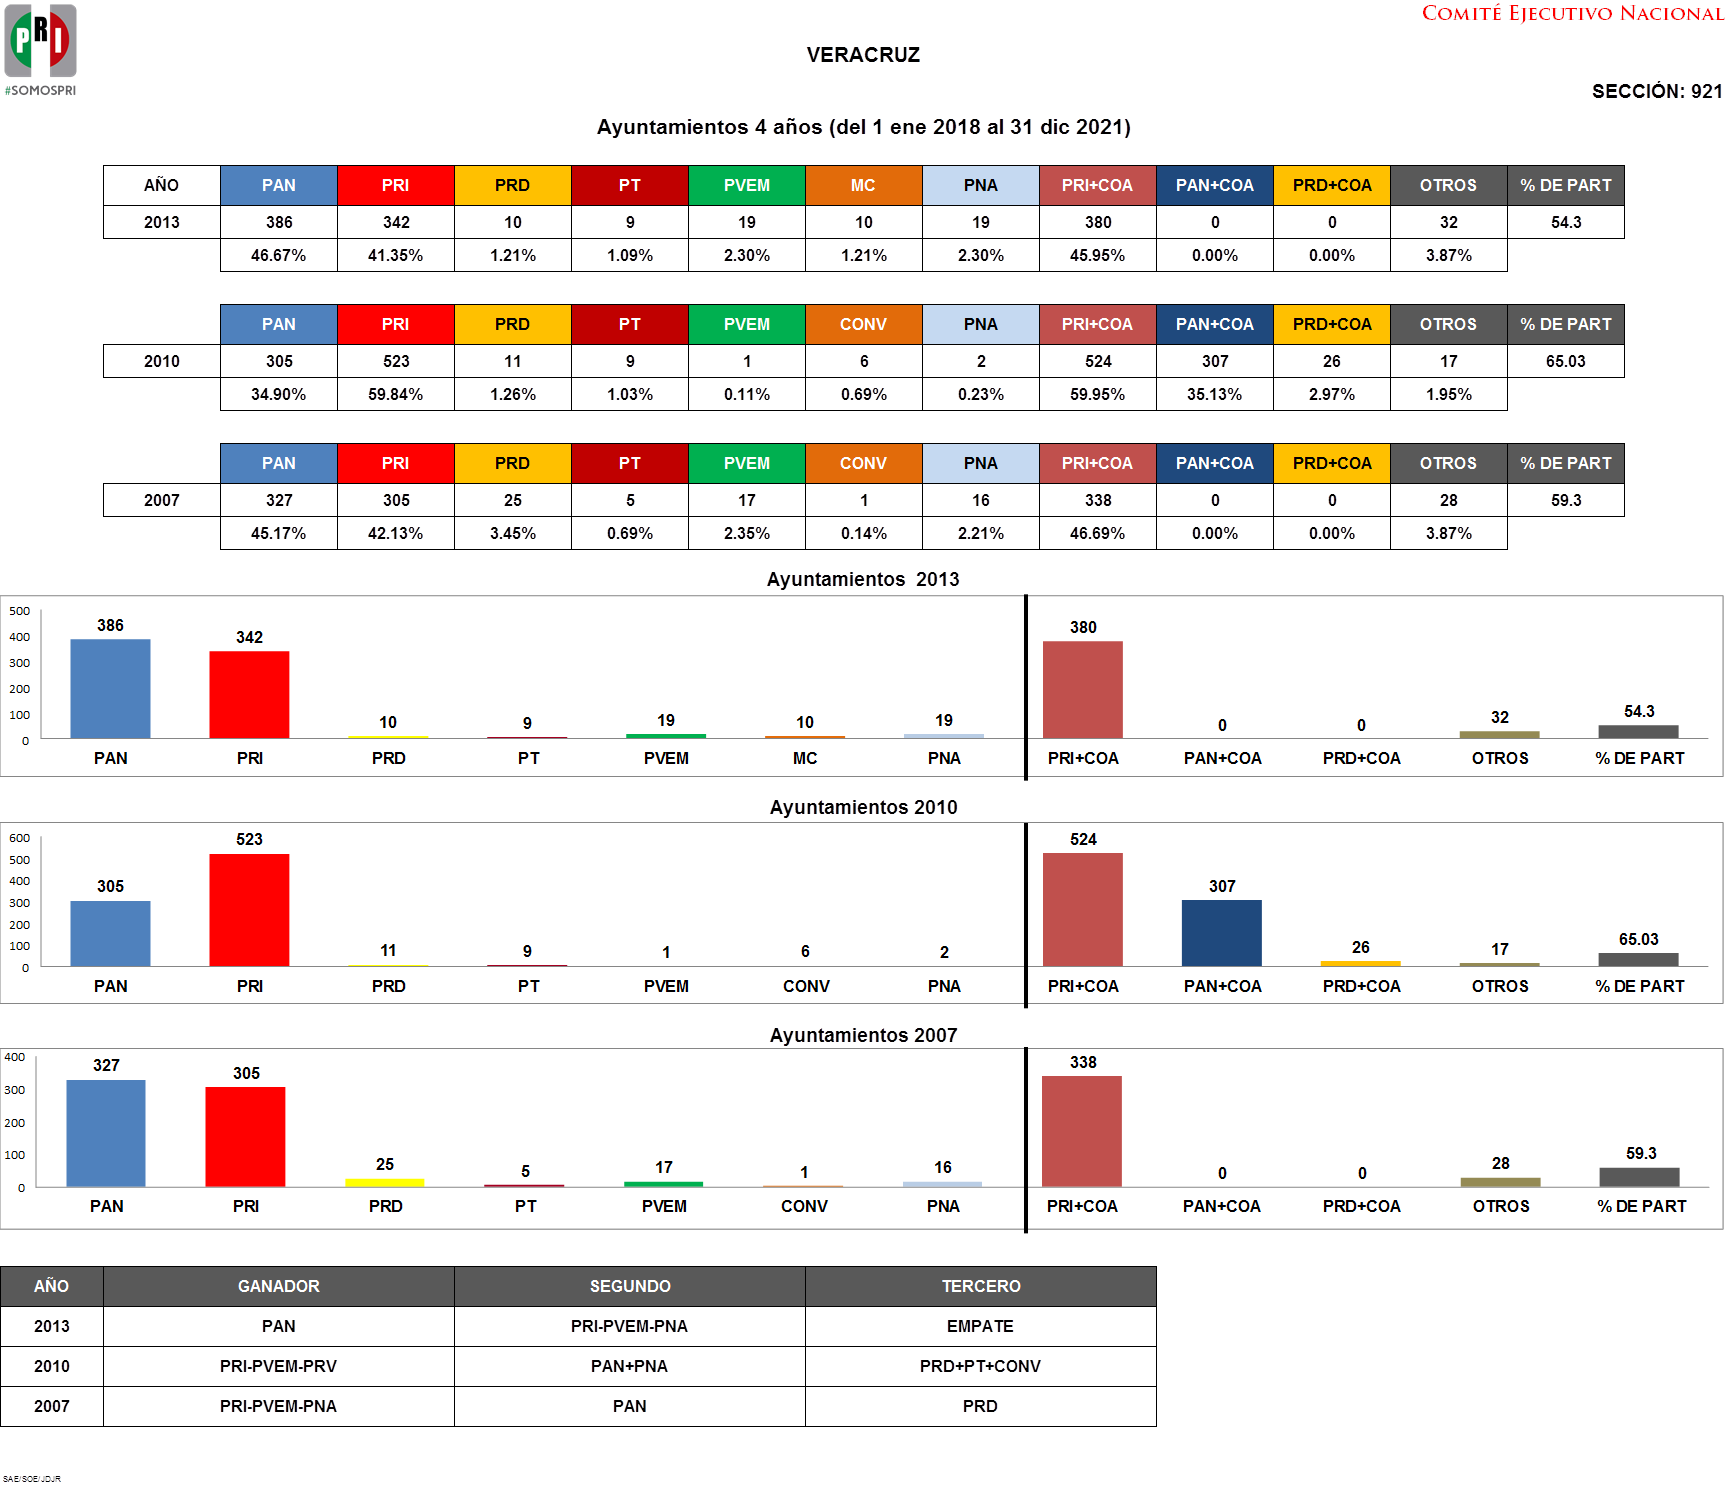 PRI
#SOMOSPRI
COMITÉ EJECUTIVO NACIONAL
VERACRUZ
SECCIÓN: 921
Ayuntamientos 4 años (del 1 ene 2018 al 31 dic 2021)
AÑO PAN PRI PRD PT PVEM MC PNA PRI+COA PAN+COA PRD+COA OTROS % DE PART
2013 386 342 10 9 19 10 19 380 0 0 32 54.3
46.67% 41.35% 1.21% 1.09% 2.30% 1.21% 2.30% 45.95% 0.00% 0.00% 3.87%
PAN PRI PRD PT PVEM CONV PNA PRI+COA PAN+COA PRD+COA OTROS % DE PART
2010 305 523 11 9 1 6 2 524 307 26 17 65.03
34.90% 59.84% 1.26% 1.03% 0.11% 0.69% 0.23% 59.95% 35.13% 2.97% 1.95%
PAN PRI PRD PT PVEM CONV PNA PRI+COA PAN+COA PRD+COA OTROS % DE PART
2007 327 305 25 5 17 1 16 338 0 0 28 59.3
45.17% 42.13% 3.45% 0.69% 2.35% 0.14% 2.21% 46.69% 0.00% 0.00% 3.87%
Ayuntamientos 2013
500
400
300
200
100
0
386 342 10 9 19 10 19 380 0 0 32 54.3
PAN PRI PRD PT PVEM MC PNA PRI+COA PAN+COA PRD+COA OTROS % DE PART
Ayuntamientos 2010
600
500
400
300
200
100
0
305 523 11 9 1 6 2 524 307 26 17 65.03
PAN PRI PRD PT PVEM CONV PNA PRI+COA PAN+COA PRD+COA OTROS % DE PART
Ayuntamientos 2007
400
300
200
100
0
327 305 25 5 17 1 16 338 0 0 28 59.3
PAN PRI PRD PT PVEM CONV PNA PRI+COA PAN+COA PRD+COA OTROS % DE PART
AÑO GANADOR SEGUNDO TERCERO
2013 PAN PRI-PVEM-PNA EMPATE
2010 PRI-PVEM-PRV PAN+PNA PRD+PT+CONV
2007 PRI-PVEM-PNA PAN PRD
SAE/SOE/JDJR